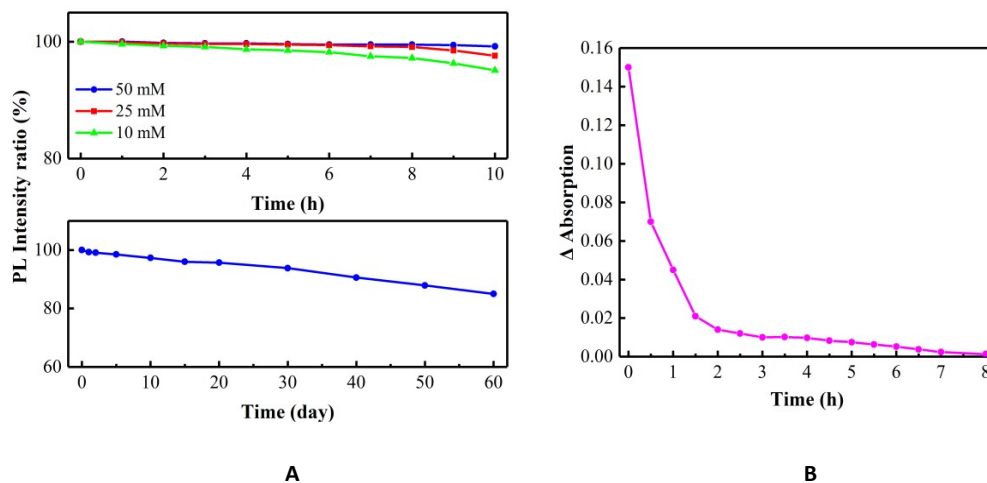 PL Intensity ratio (%)
100
80
50 mM
25 mM
10 mM
0 2 4 6 8 10
Time (h)
100
80
60
0 10 20 30 40 50 60
Time (day)
A
Δ Absorption
0.16
0.14
0.12
0.10
0.08
0.06
0.04
0.02
0.00
0 1 2 3 4 5 6 7 8
Time (h)
B